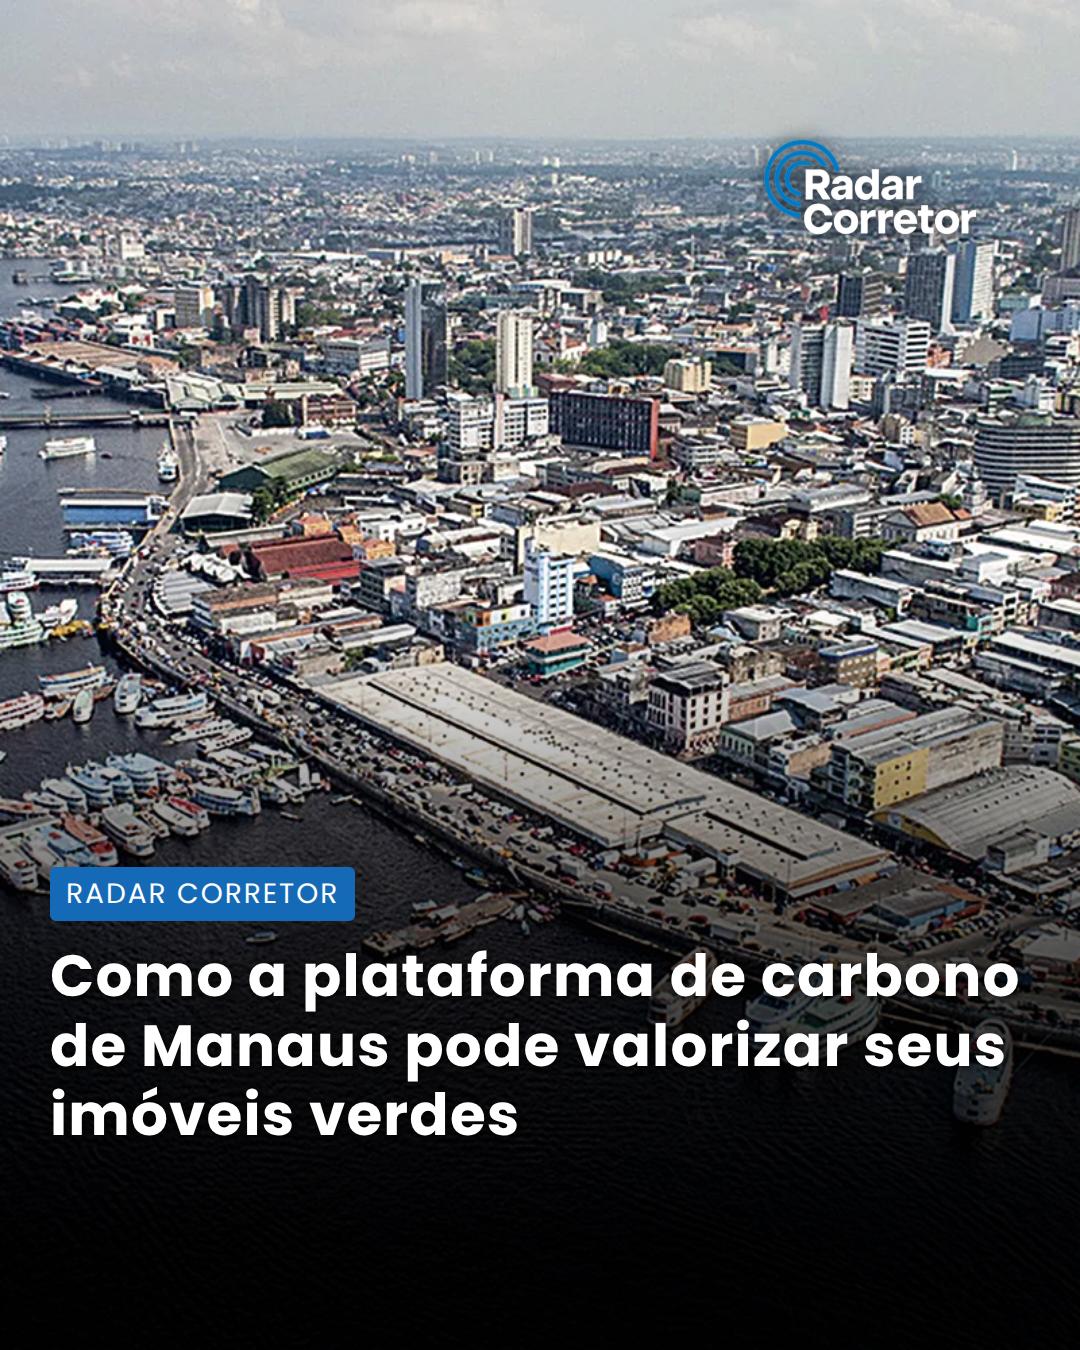 Radar
Corretor
RADAR CORRETOR
Como a plataforma de carbono
de Manaus pode valorizar seus
imóveis verdes